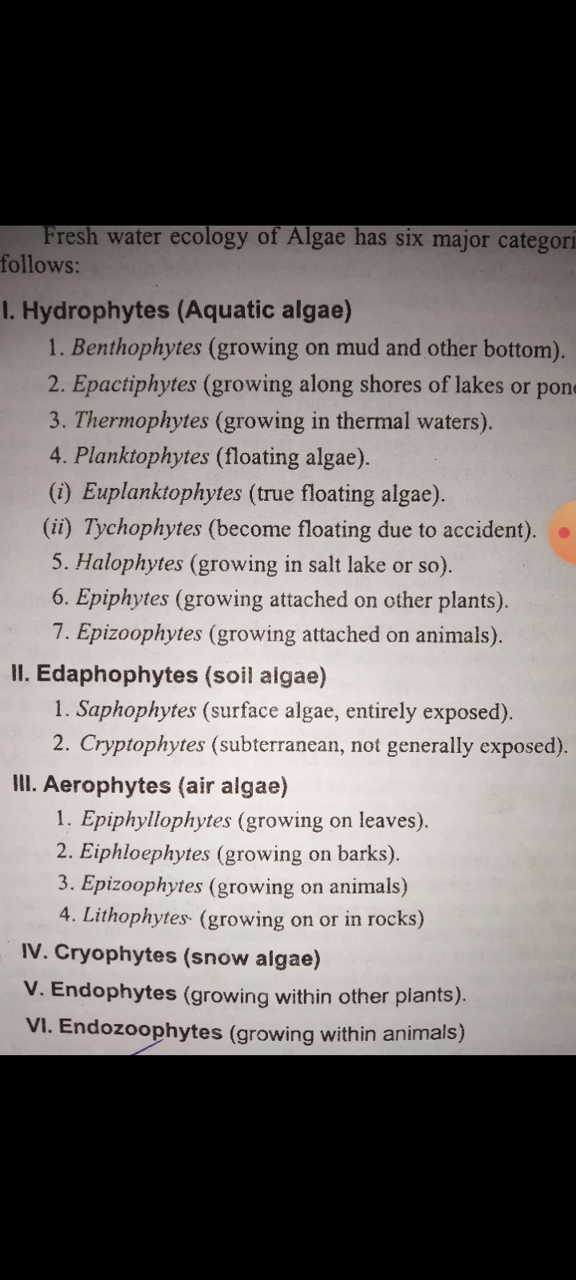 Fresh water ecology of Algae has six major categori
follows:
I. Hydrophytes (Aquatic algae)
1. Benthophytes (growing on mud and other bottom).
2. Epactiphytes (growing along shores of lakes or pon
3. Thermophytes (growing in thermal waters).
4. Planktophytes (floating algae).
(i) Euplanktophytes (true floating algae).
(ii) Tychophytes (become floating due to accident).
5. Halophytes (growing in salt lake or so).
6. Epiphytes (growing attached on other plants).
7. Epizoophytes (growing attached on animals).
II. Edaphophytes (soil algae)
1. Saphophytes (surface algae, entirely exposed).
2. Cryptophytes (subterranean, not generally exposed).
III. Aerophytes (air algae)
1. Epiphyllophytes (growing on leaves).
2. Eiphloephytes (growing on barks).
3. Epizoophytes (growing on animals)
4. Lithophytes (growing on or in rocks)
IV. Cryophytes (snow algae)
V. Endophytes (growing within other plants).
VI. Endozoophytes (growing within animals)